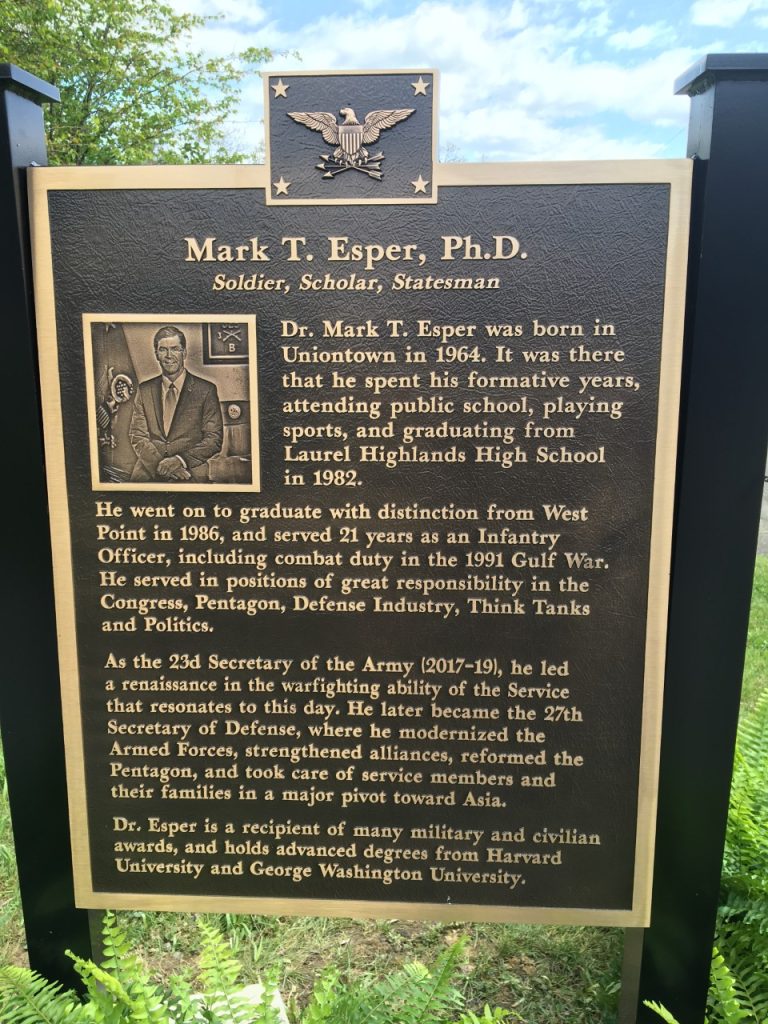 Mark T. Esper, Ph.D.
Soldier, Scholar, Statesman
Dr. Mark T. Esper was born in
Uniontown in 1964. It was there
that he spent his formative years,
attending public school, playing
sports, and graduating from
Laurel Highlands High School
in 1982.
He went on to graduate with distinction from West
Point in 1986, and served 21 years as an Infantry
Officer, including combat duty in the 1991 Gulf War.
He served in positions of great responsibility in the
Congress, Pentagon, Defense Industry, Think Tanks
and Politics.
As the 23d Secretary of the Army (2017-19), he led
a renaissance in the warfighting ability of the Service
that resonates to this day. He later became the 27th
Secretary of Defense, where he modernized the
Armed Forces, strengthened alliances, reformed the
Pentagon, and took care of service members and
their families in a major pivot toward Asia.
Dr. Esper is a recipient of many military and civilian
awards, and holds advanced degrees from Harvard
University and George Washington University.